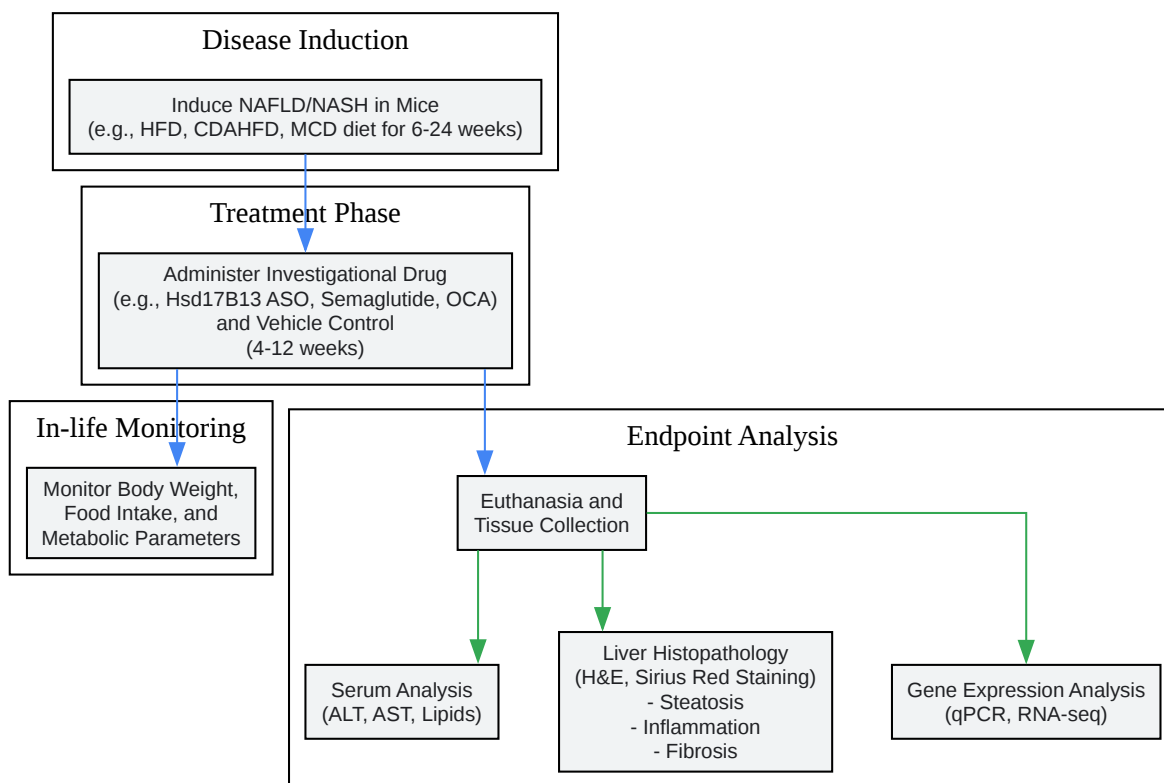 Disease Induction
Induce NAFLD/NASH in Mice
(e.g., HFD, CDAHFD, MCD diet for 6-24 weeks)
Treatment Phase
Administer Investigational Drug
(e.g., Hsd17B13 ASO, Semaglutide, OCA)
and Vehicle Control
(4-12 weeks)
In-life Monitoring
Monitor Body Weight,
Food Intake, and
Metabolic Parameters
Endpoint Analysis
Euthanasia and
Tissue Collection
Serum Analysis
(ALT, AST, Lipids)
Liver Histopathology
(H&E, Sirius Red Staining)
- Steatosis
- Inflammation
- Fibrosis
Gene Expression Analysis
(qPCR, RNA-seq)